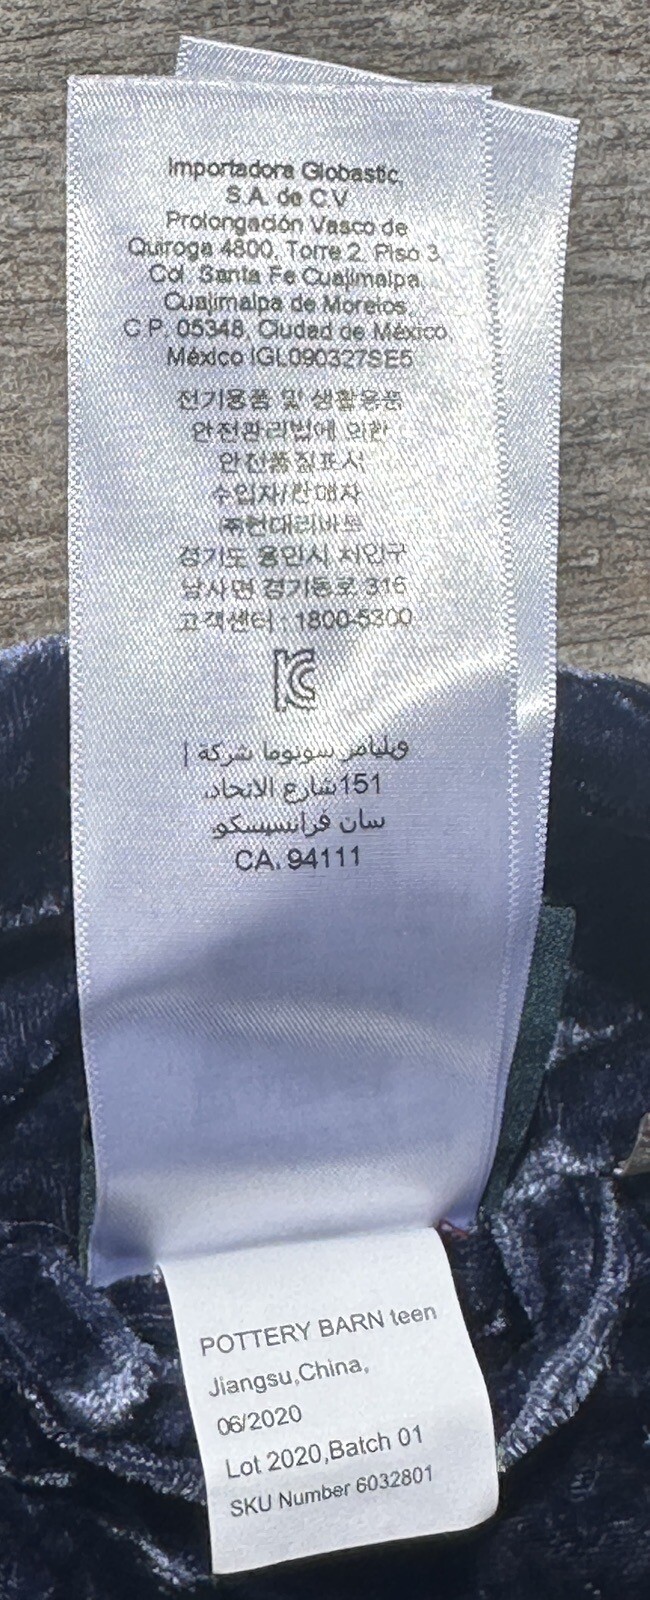 Importadora Globastic,
S.A. de C.V
Prolongación Vasco de
Quiroga 4800, Torre 2, Piso 3,
Col. Santa Fe Cuajimalpa,
Cuajimalpa de Morelos,
C.P. 05348, Ciudad de México,
México IGL090327SE5
전기용품 및 생활용품
안전관리법에 의한
안전품질표시
수입자/판매자
㈜현대리바트
경기도 용인시 처인구
남사면 경기동로 316
고객센터 : 1800-5300
وليامز سونوما شركة |
151شارع الاتحاد،
سان فرانسيسكو
CA, 94111
POTTERY BARN teen
Jiangsu,China,
06/2020
Lot 2020,Batch 01
SKU Number 6032801